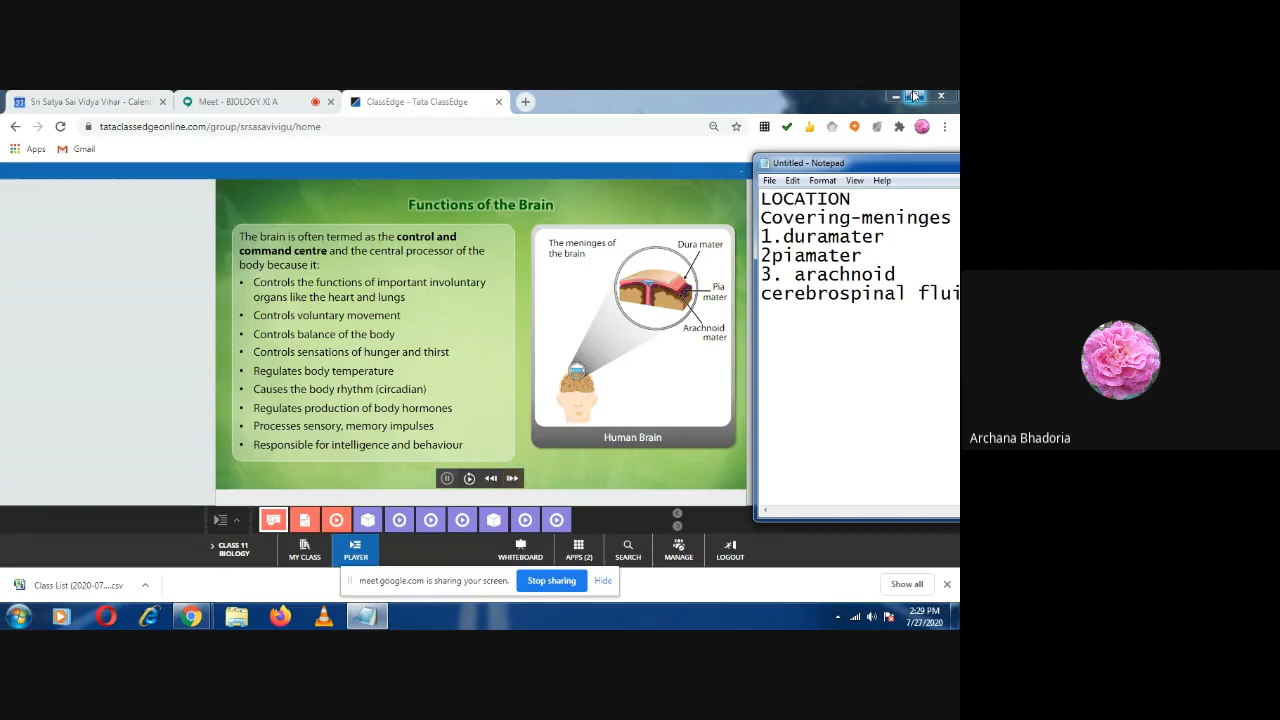 Sri Satya Sai Vidya Vihar - Calend
Meet - BIOLOGY XI A
ClassEdge - Tata ClassEdge
tataclassedgeonline.com/group/srsasavivigu/home
Apps
Gmail
Functions of the Brain
The brain is often termed as the control and
command centre and the central processor of the
body because it:
• Controls the functions of important involuntary
organs like the heart and lungs
• Controls voluntary movement
• Controls balance of the body
• Controls sensations of hunger and thirst
• Regulates body temperature
• Causes the body rhythm (circadian)
• Regulates production of body hormones
• Processes sensory, memory impulses
• Responsible for intelligence and behaviour
The meninges of
the brain
Dura mater
Pia
mater
Arachnoid
mater
Human Brain
Untitled - Notepad
File Edit Format View Help
LOCATION
Covering-meninges
1.duramater
2piamater
3. arachnoid
cerebrospinal flui
Archana Bhadoria
CLASS 11
BIOLOGY
MY CLASS
PLAYER
WHITEBOARD
APPS (2)
SEARCH
MANAGE
LOGOUT
Class List (2020-07....csv
meet.google.com is sharing your screen.
Stop sharing
Hide
Show all
2:29 PM
7/27/2020